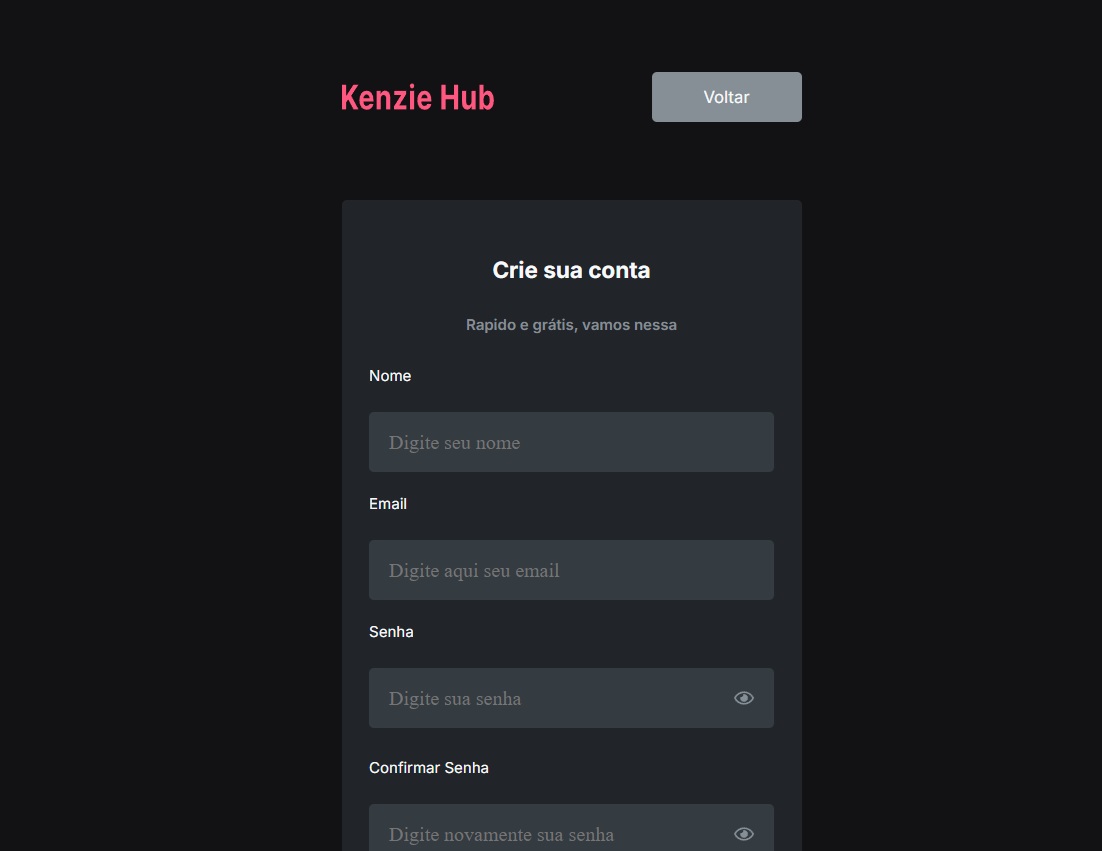 Kenzie Hub
Voltar
Crie sua conta
Rapido e grátis, vamos nessa
Nome
Digite seu nome
Email
Digite aqui seu email
Senha
Digite sua senha
Confirmar Senha
Digite novamente sua senha